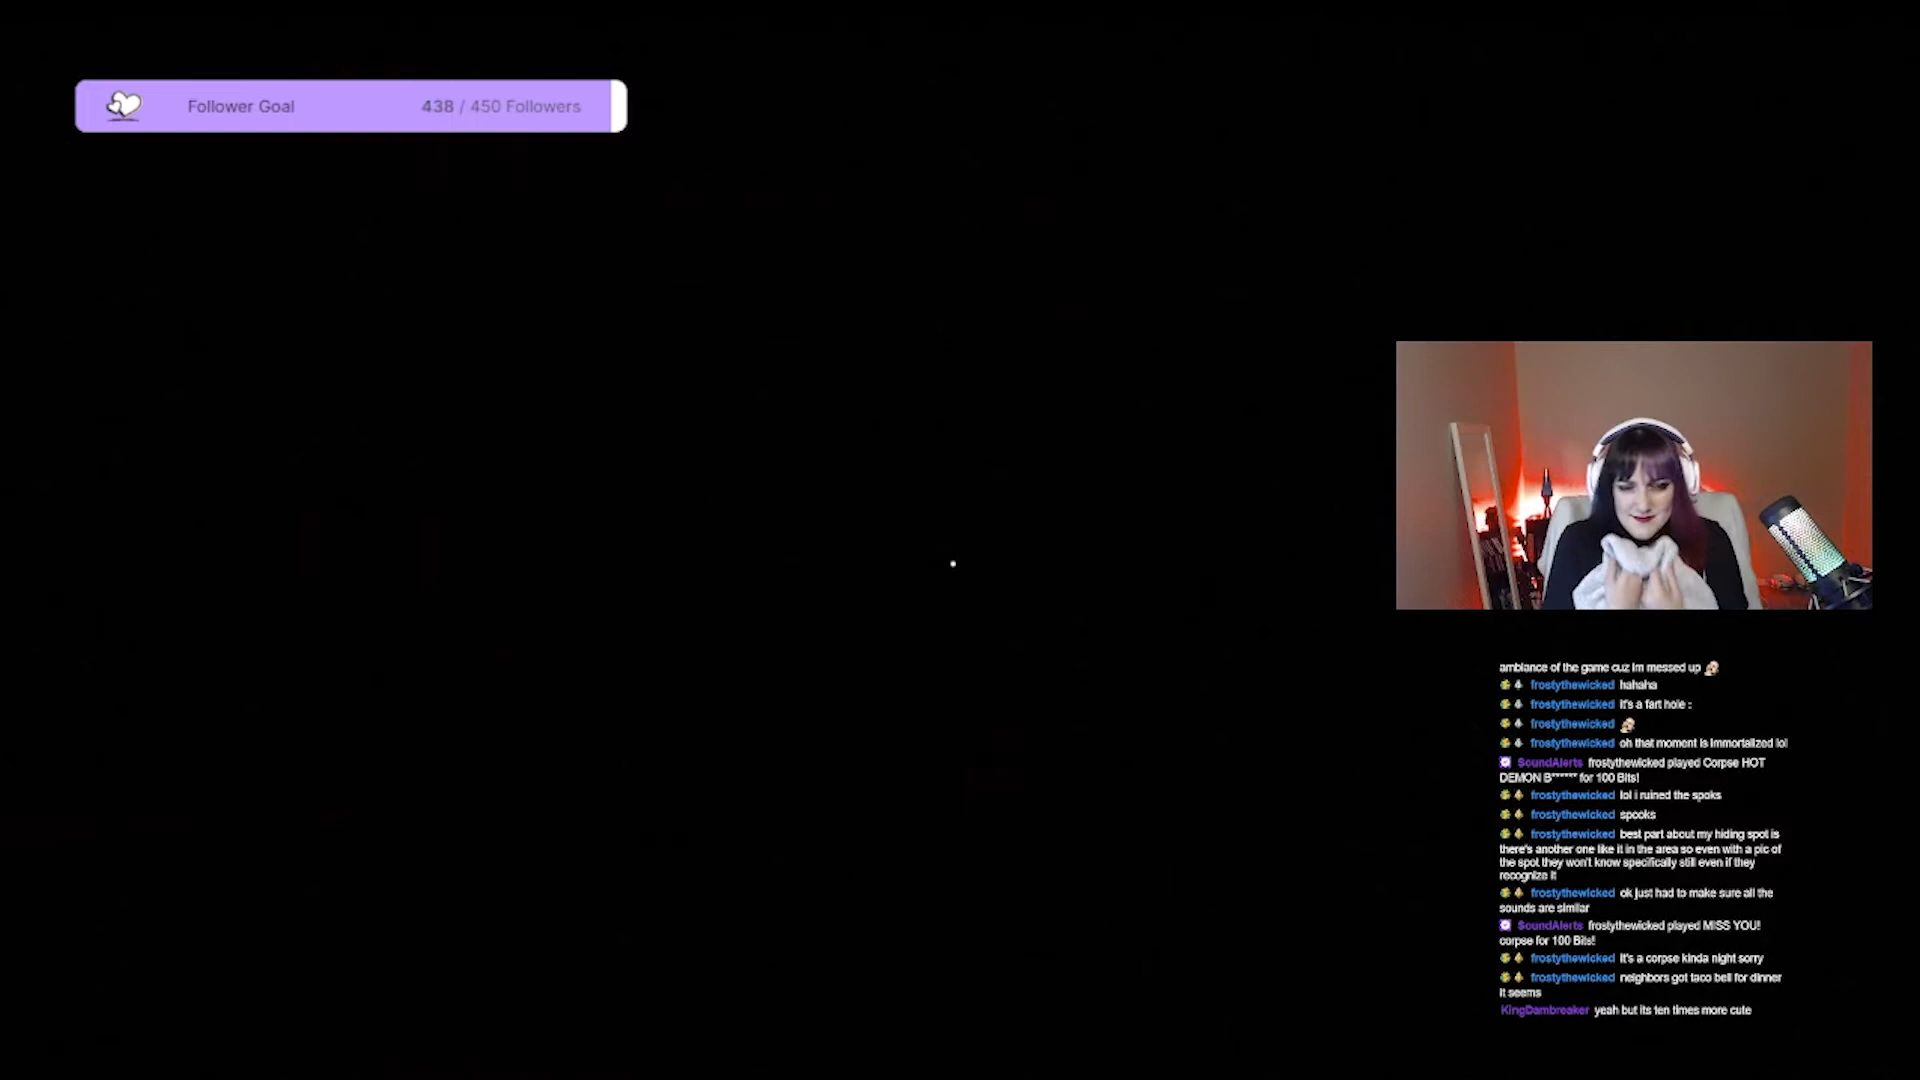 Follower Goal 438 / 450 Followers
ambiance of the game cuz im messed up
frostythewicked hahaha
frostythewicked it's a fart hole :
frostythewicked
frostythewicked oh that moment is immortalized lol
SoundAlerts frostythewicked played Corpse HOT
DEMON B****** for 100 Bits!
frostythewicked lol i ruined the spoks
frostythewicked spooks
frostythewicked best part about my hiding spot is
there's another one like it in the area so even with a pic of
the spot they won't know specifically still even if they
recognize it
frostythewicked ok just had to make sure all the
sounds are similar
SoundAlerts frostythewicked played MISS YOU!
corpse for 100 Bits!
frostythewicked it's a corpse kinda night sorry
frostythewicked neighbors got taco bell for dinner
it seems
KingDambreaker yeah but its ten times more cute